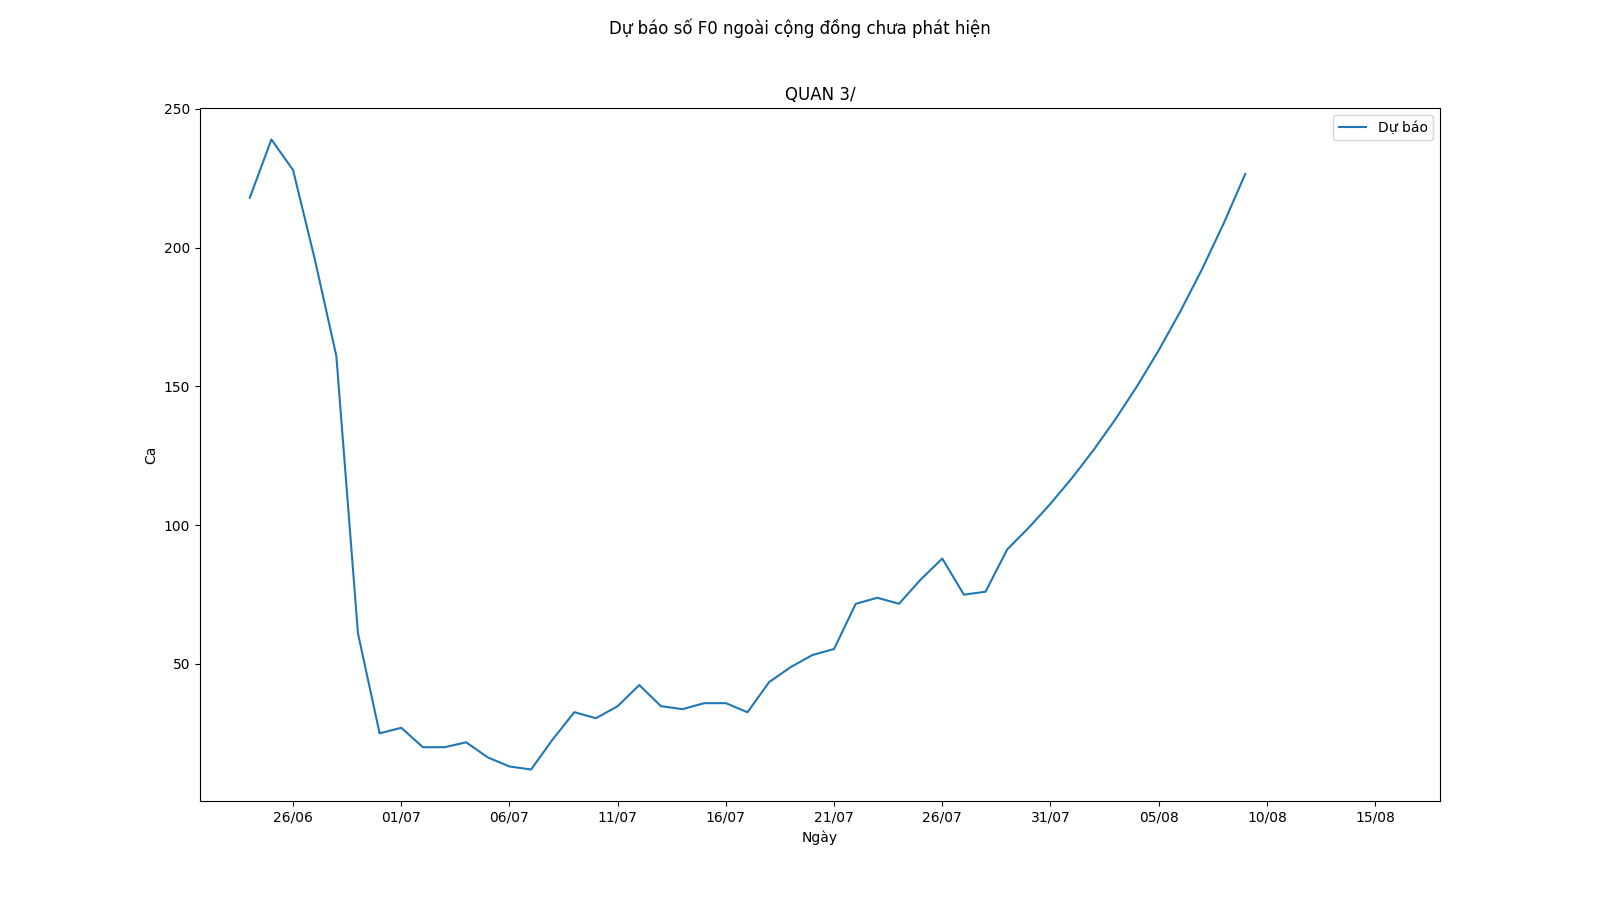 Dự báo số F0 ngoài cộng đồng chưa phát hiện
QUAN 3/
Dự báo
250
200
150
100
50
Ca
26/06 01/07 06/07 11/07 16/07 21/07 26/07 31/07 05/08 10/08 15/08
Ngày